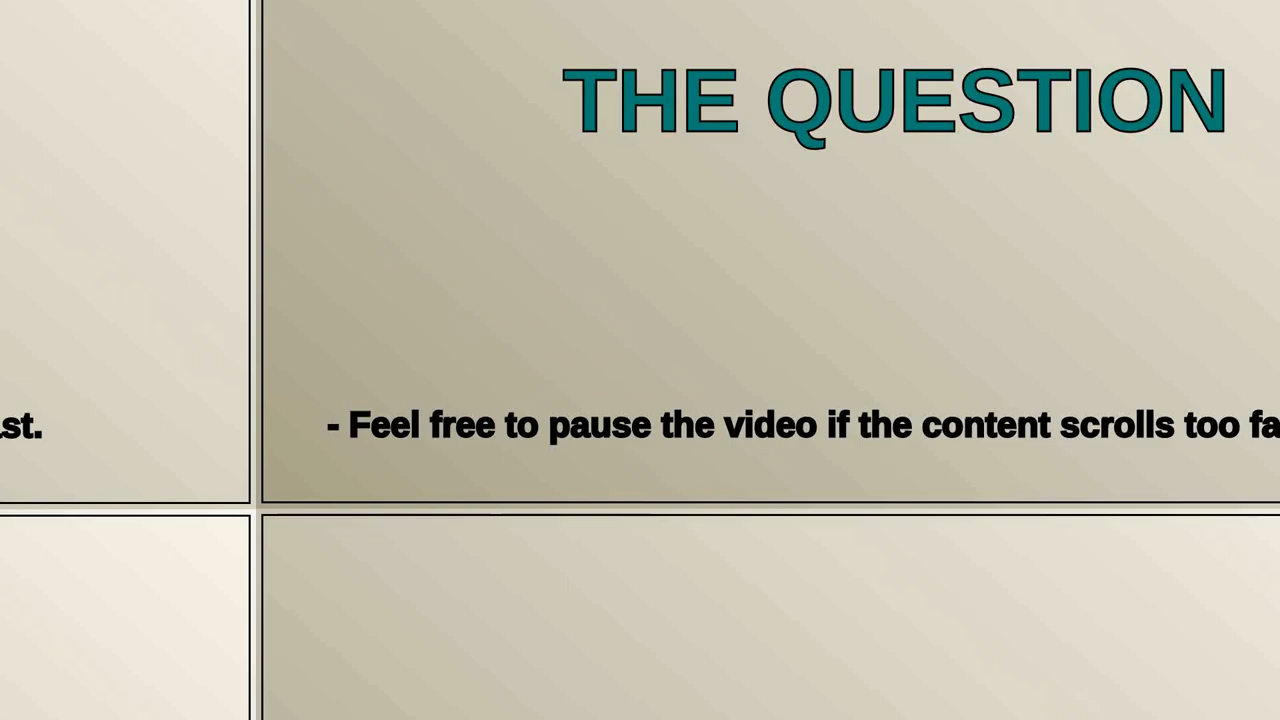 THE QUESTION
st.
- Feel free to pause the video if the content scrolls too fa